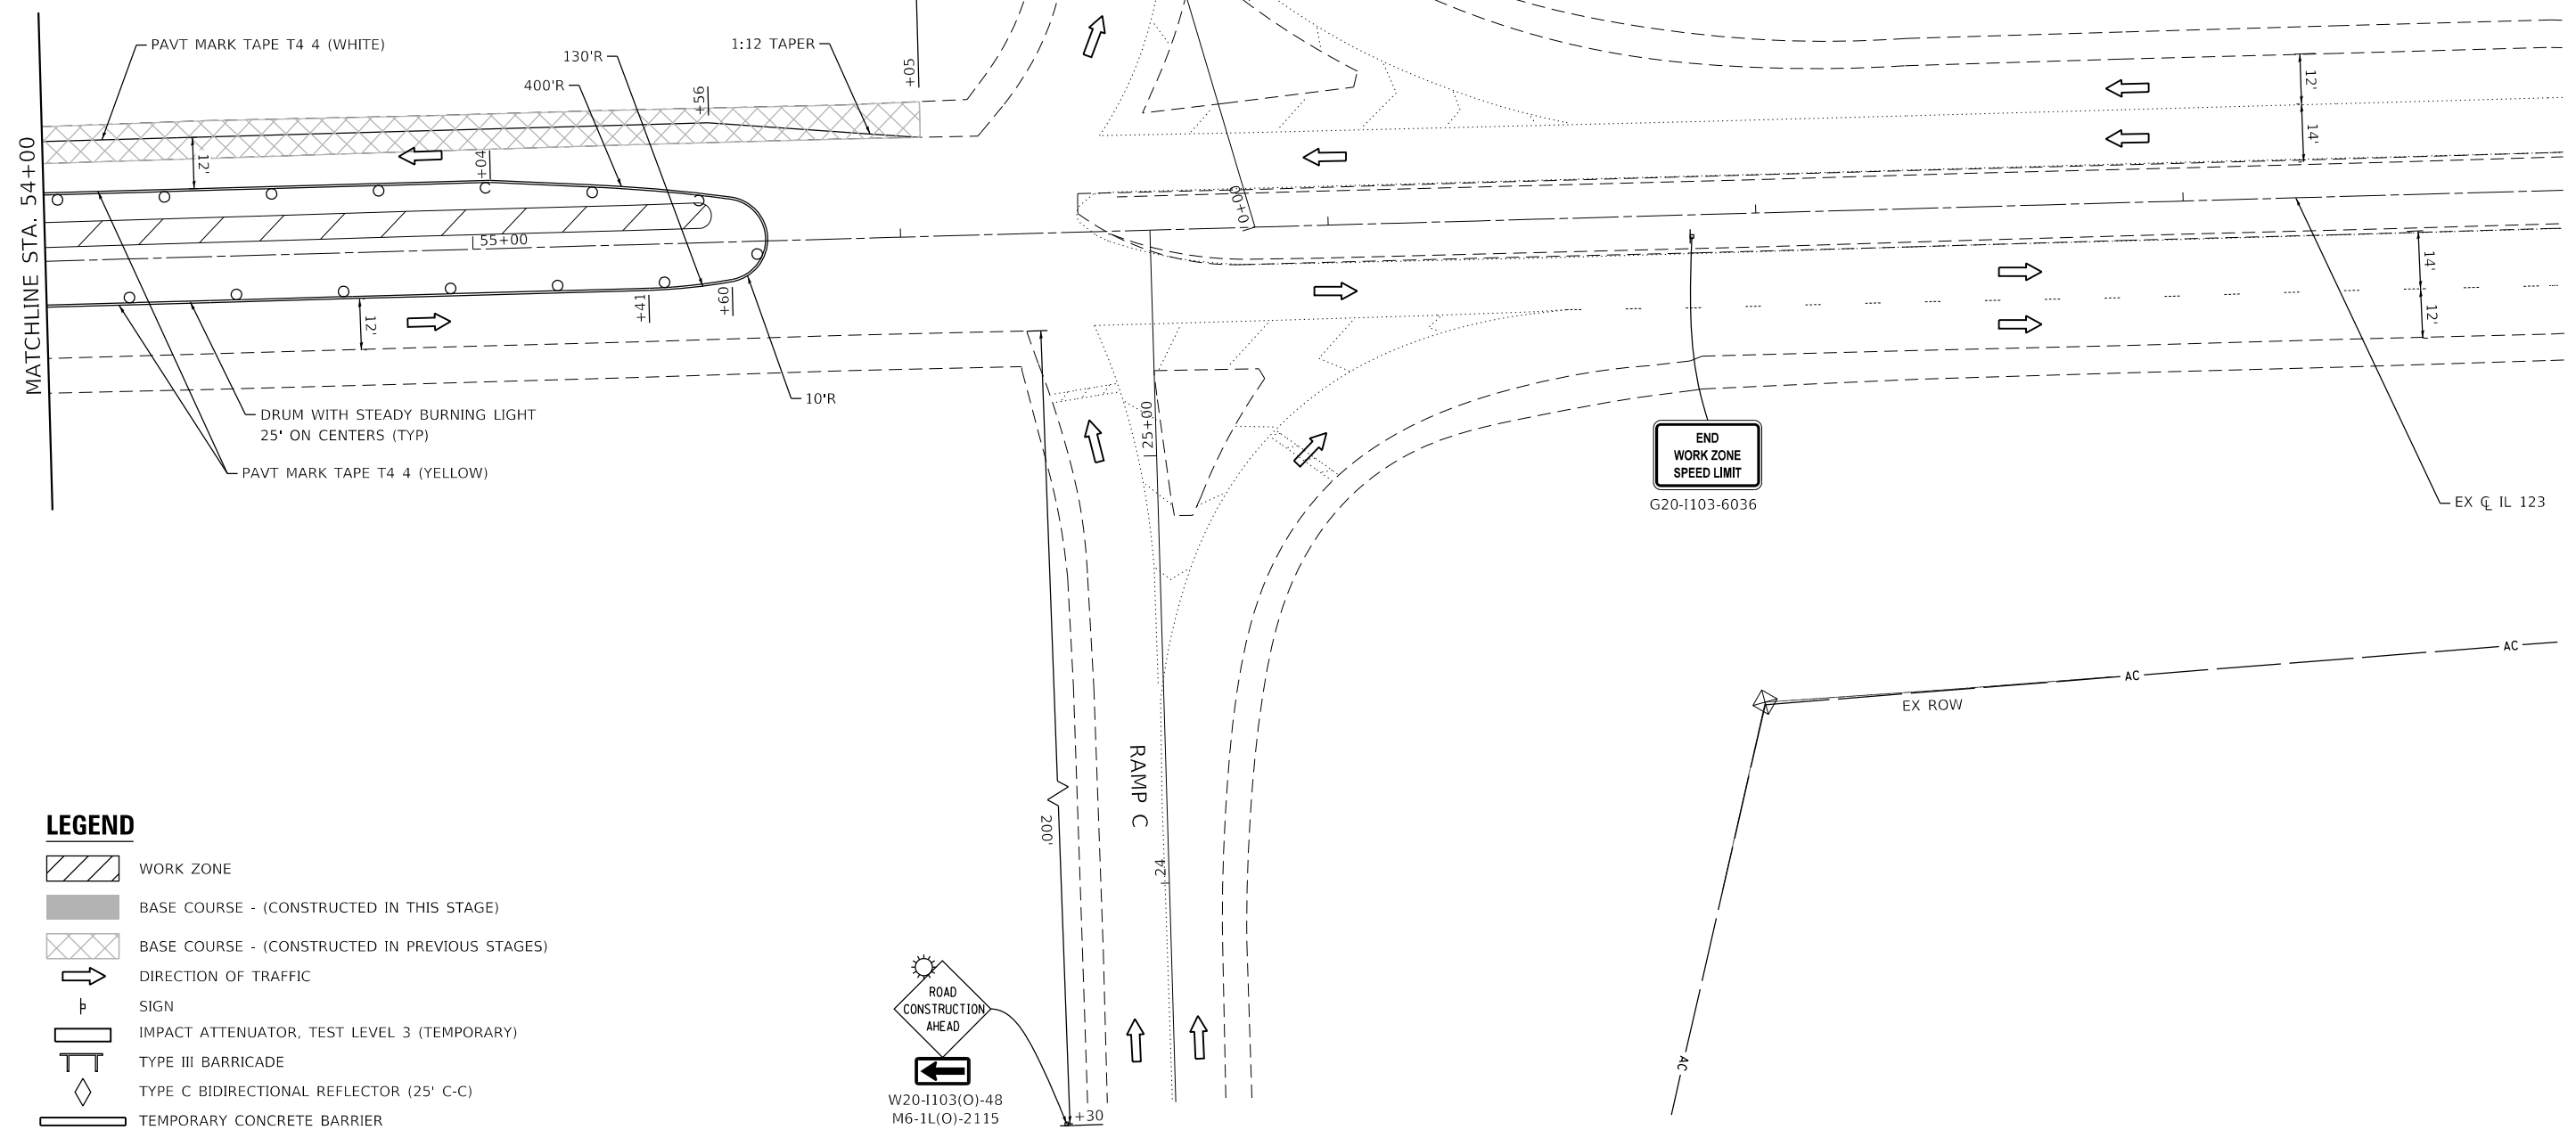 PAVT MARK TAPE T4 4 (WHITE)
130'R
400'R
1:12 TAPER
+05
+56
+04
12'
MATCHLINE STA. 54+00
55+00
+41
+60
12'
10'R
DRUM WITH STEADY BURNING LIGHT
25' ON CENTERS (TYP)
PAVT MARK TAPE T4 4 (YELLOW)
12'
14'
14'
12'
25+00
END
WORK ZONE
SPEED LIMIT
G20-I103-6036
EX ℄ IL 123
AC
AC
EX ROW
AC
RAMP C
200'
24
ROAD
CONSTRUCTION
AHEAD
W20-I103(O)-48
M6-1L(O)-2115
+30
LEGEND
WORK ZONE
BASE COURSE - (CONSTRUCTED IN THIS STAGE)
BASE COURSE - (CONSTRUCTED IN PREVIOUS STAGES)
DIRECTION OF TRAFFIC
SIGN
IMPACT ATTENUATOR, TEST LEVEL 3 (TEMPORARY)
TYPE III BARRICADE
TYPE C BIDIRECTIONAL REFLECTOR (25' C-C)
TEMPORARY CONCRETE BARRIER